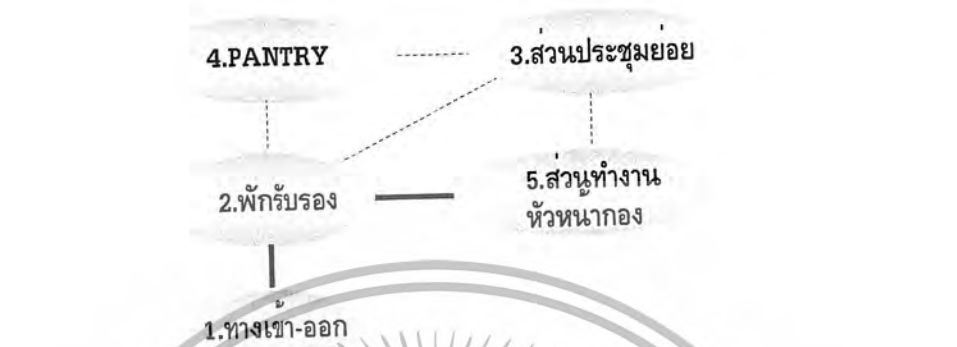 4.PANTRY
3.ส่วนประชุมย่อย
2.พักรับรอง
5.ส่วนทำงาน
หัวหน้ากอง
1.ทางเข้า-ออก